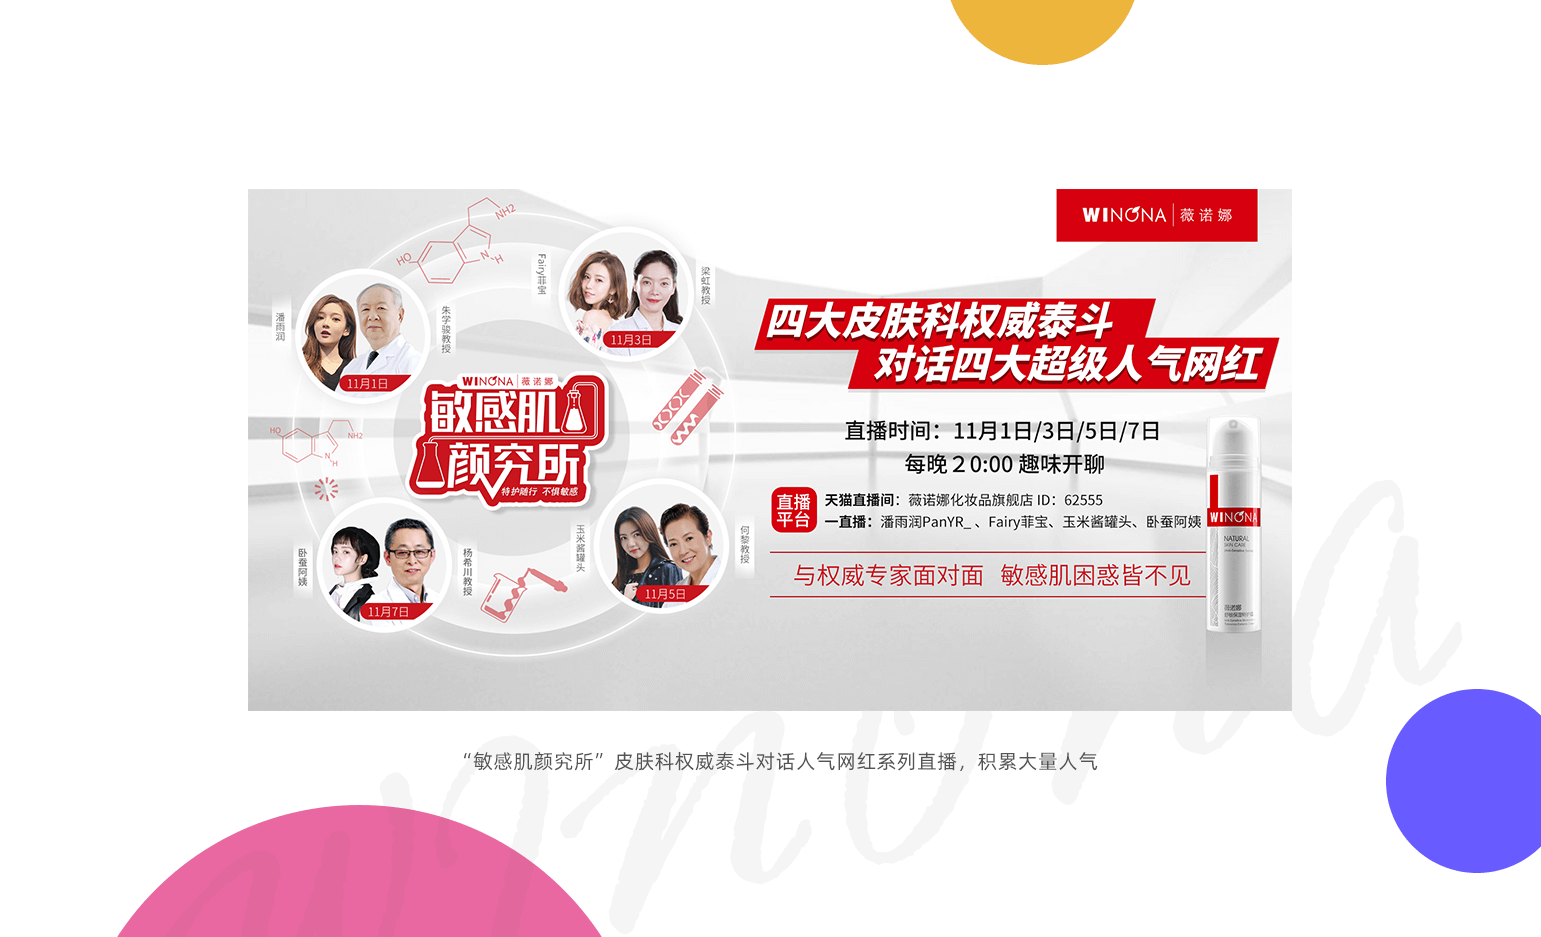 WINONA 薇诺娜
NH2
HO
N
H
Fairy菲宝
梁虹教授
11月3日
潘雨润
朱学骏教授
11月1日
四大皮肤科权威泰斗
对话四大超级人气网红
WINONA 薇诺娜
敏感肌
颜究所
特护随行 不惧敏感
直播时间：11月1日/3日/5日/7日
每晚２0:00 趣味开聊
直播
平台
天猫直播间：薇诺娜化妆品旗舰店 ID：62555
一直播：潘雨润PanYR_ 、Fairy菲宝、玉米酱罐头、卧蚕阿姨
与权威专家面对面 敏感肌困惑皆不见
HO
NH2
N
H
卧蚕阿姨
杨希川教授
11月7日
玉米酱罐头
何黎教授
11月5日
WINONA
NATURAL
SKIN CARE
薇诺娜
“敏感肌颜究所”皮肤科权威泰斗对话人气网红系列直播，积累大量人气
winona